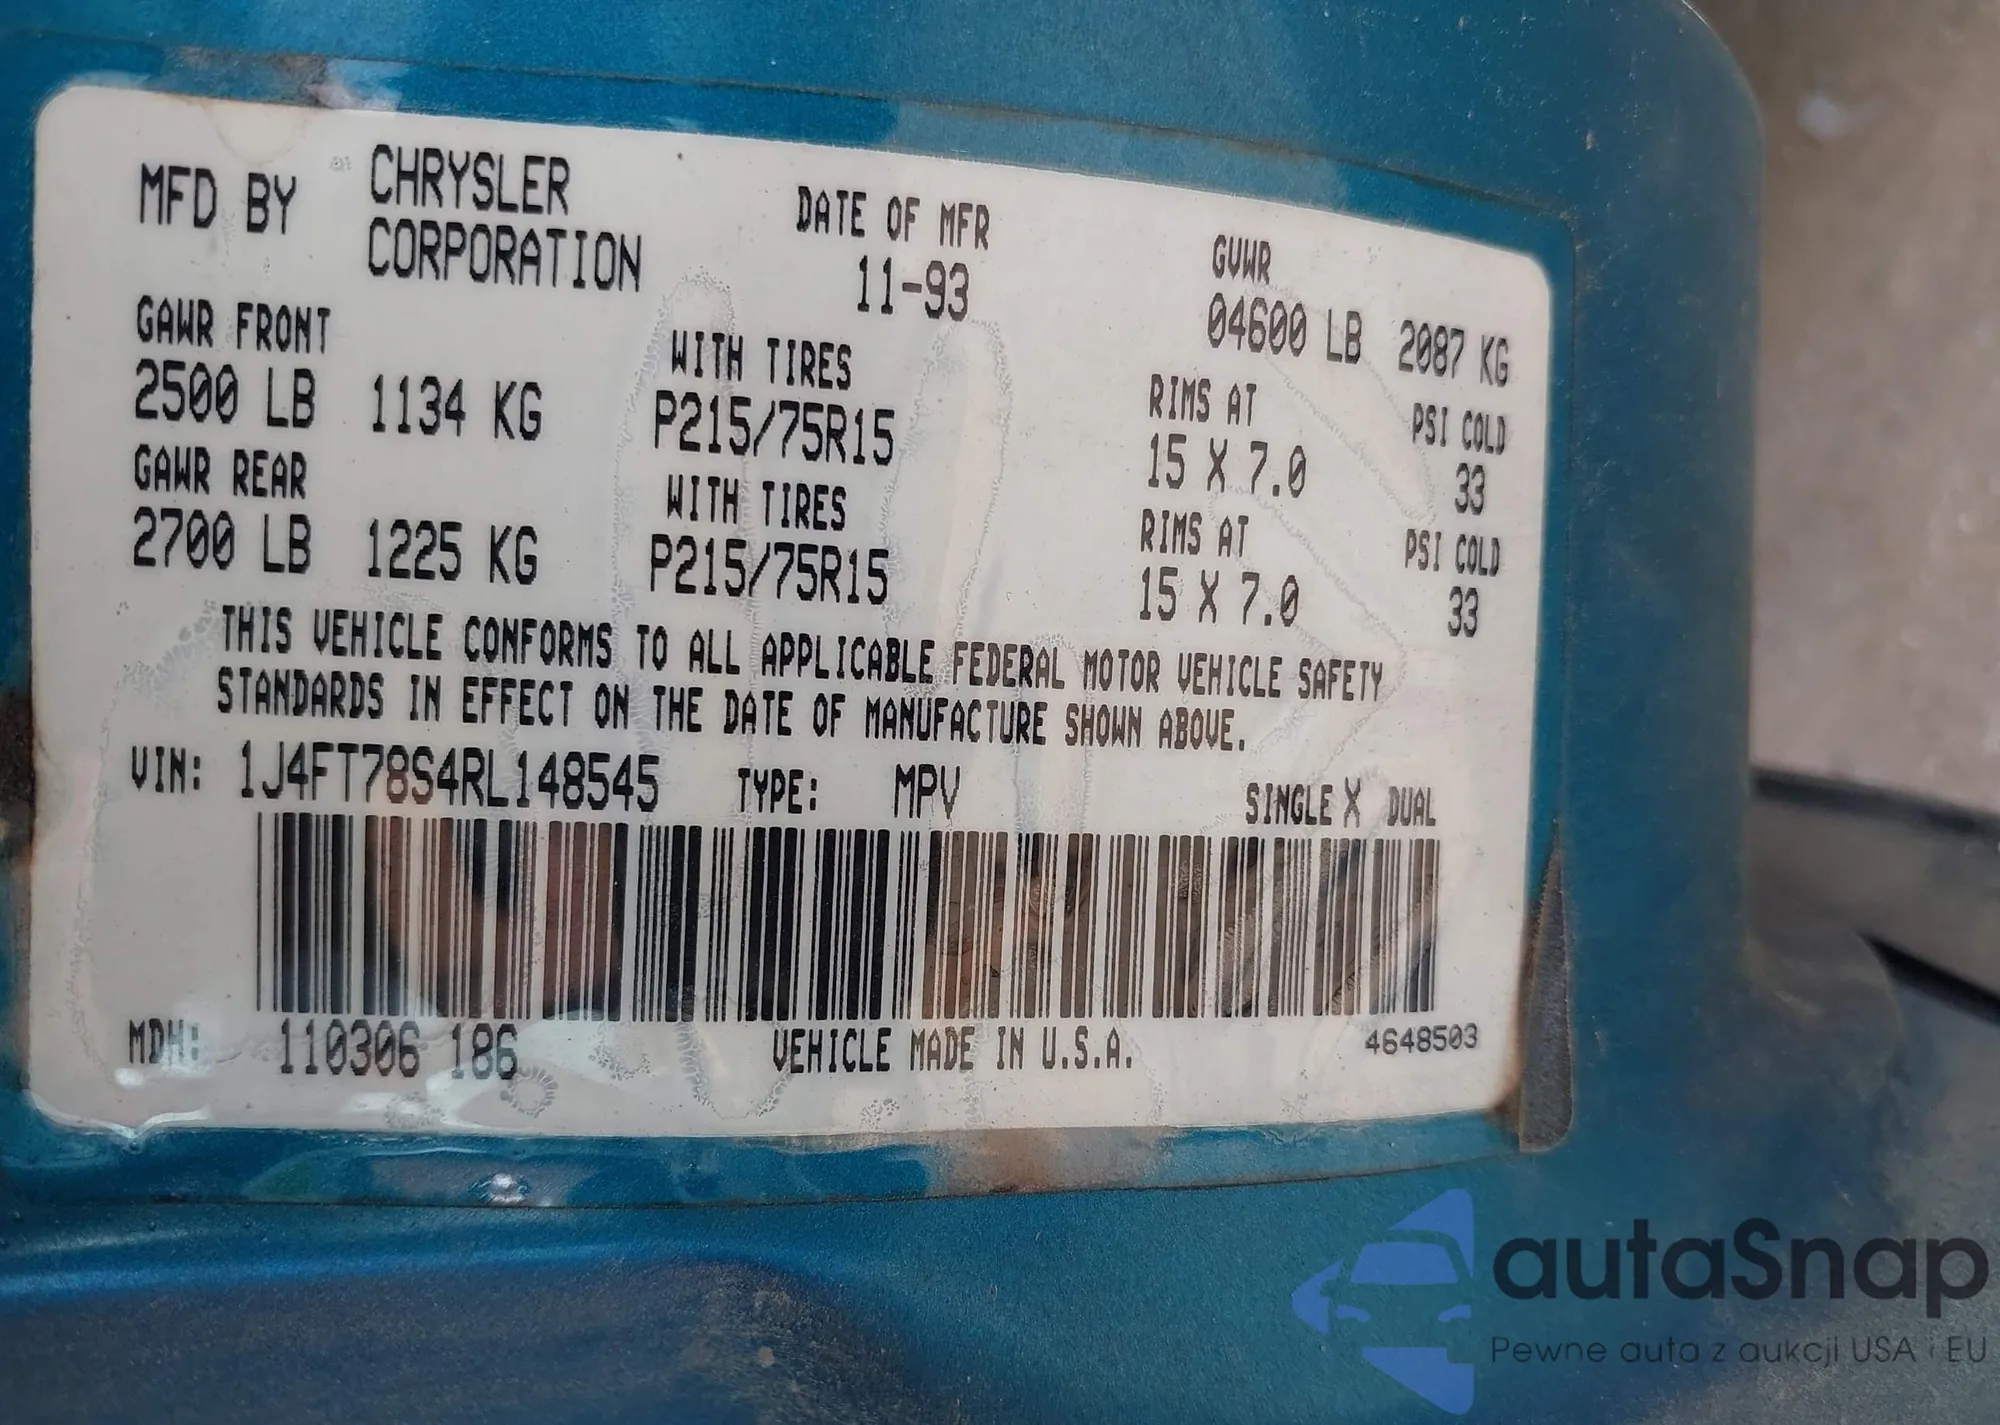 MFD BY CHRYSLER CORPORATION
DATE OF MFR
11-93
GVWR
04600 LB 2087 KG
GAWR FRONT
2500 LB 1134 KG
WITH TIRES
P215/75R15
RIMS AT
15 X 7.0
PSI COLD
33
GAWR REAR
2700 LB 1225 KG
WITH TIRES
P215/75R15
RIMS AT
15 X 7.0
PSI COLD
33
THIS VEHICLE CONFORMS TO ALL APPLICABLE FEDERAL MOTOR VEHICLE SAFETY
STANDARDS IN EFFECT ON THE DATE OF MANUFACTURE SHOWN ABOVE.
VIN: 1J4FT78S4RL148545 TYPE: MPV SINGLE X DUAL
MDH: 110306 186 VEHICLE MADE IN U.S.A. 4648503
autaSnap
Pewne auta z aukcji USA i EU